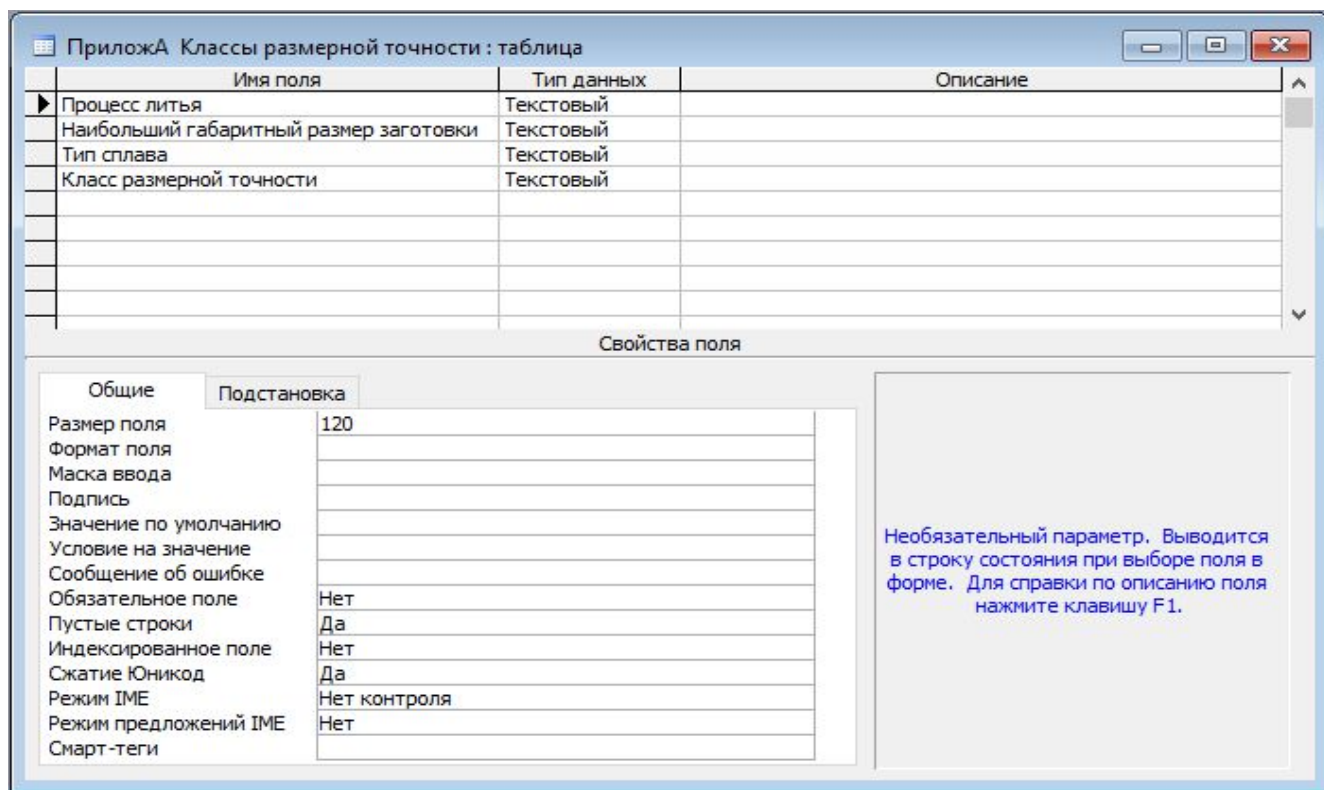 ПриложА Классы размерной точности : таблица
Имя поля Тип данных Описание
Процесс литья Текстовый
Наибольший габаритный размер заготовки Текстовый
Тип сплава Текстовый
Класс размерной точности Текстовый
Свойства поля
Общие Подстановка
Размер поля 120
Формат поля
Маска ввода
Подпись
Значение по умолчанию
Условие на значение
Сообщение об ошибке
Обязательное поле Нет
Пустые строки Да
Индексированное поле Нет
Сжатие Юникод Да
Режим IME Нет контроля
Режим предложений IME Нет
Смарт-теги
Необязательный параметр. Выводится
в строку состояния при выборе поля в
форме. Для справки по описанию поля
нажмите клавишу F1.